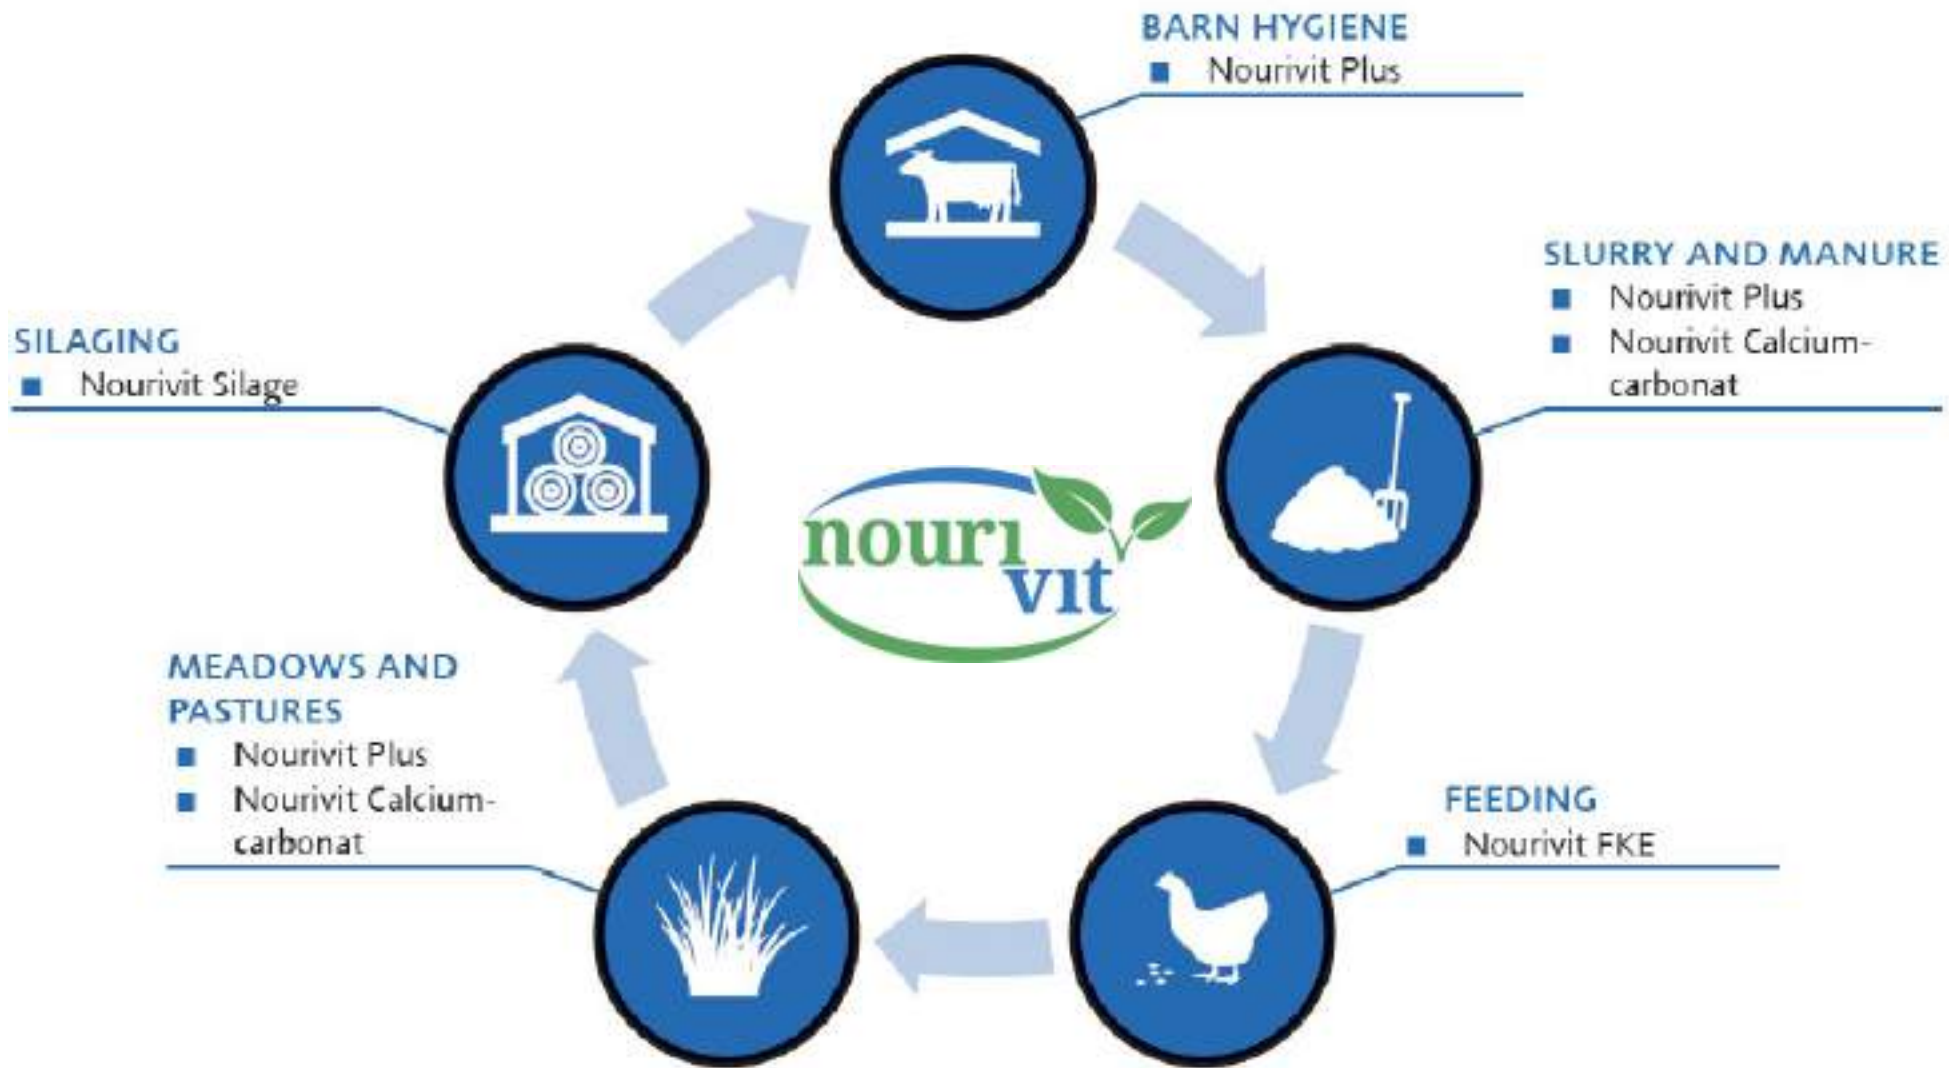 BARN HYGIENE
Nourivit Plus
SLURRY AND MANURE
Nourivit Plus
Nourivit Calcium-
carbonat
SILAGING
Nourivit Silage
nouri
vit
MEADOWS AND
PASTURES
Nourivit Plus
Nourivit Calcium-
carbonat
FEEDING
Nourivit FKE